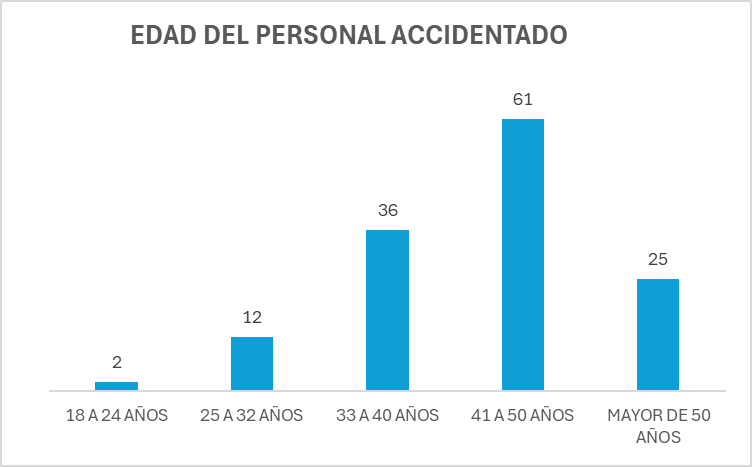 EDAD DEL PERSONAL ACCIDENTADO
61
36
25
12
2
18 A 24 AÑOS
25 A 32 AÑOS
33 A 40 AÑOS
41 A 50 AÑOS
MAYOR DE 50
AÑOS